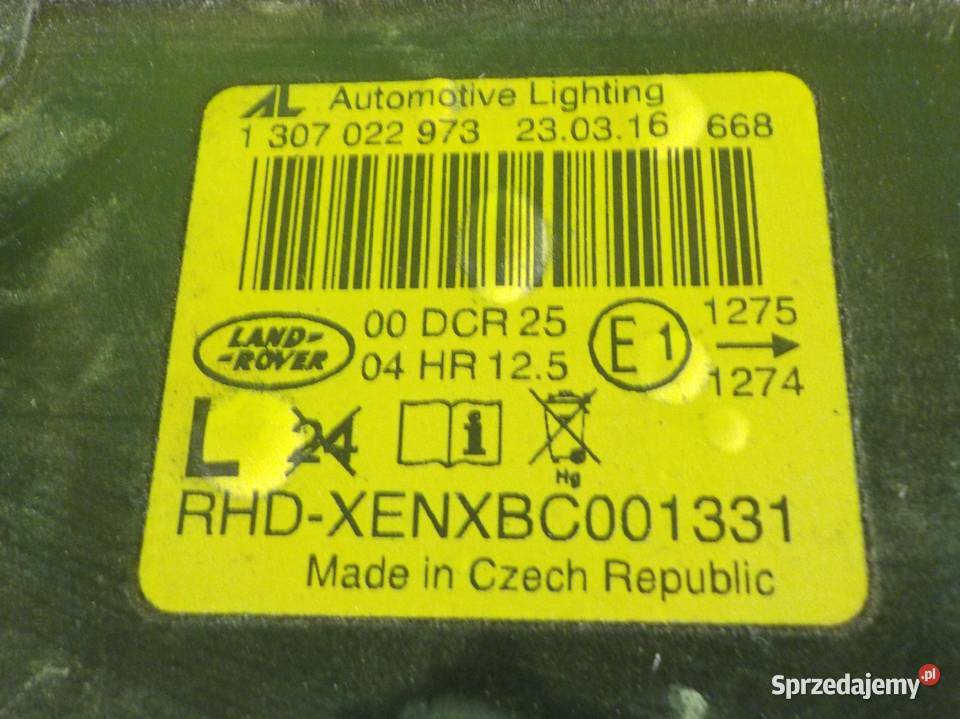 AL Automotive Lighting
1 307 022 973 23.03.16 668
LAND-
-ROVER
00 DCR 25
04 HR 12.5
E1
1275
1274
L 24 i
Hg
RHD-XENXBC001331
Made in Czech Republic
Sprzedajemy.pl